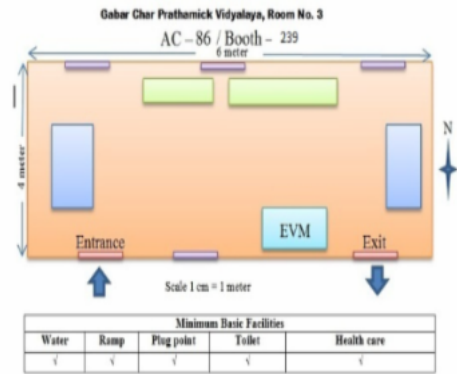 Gabar Char Prathamick Vidyalaya, Room No. 3
AC – 86 / Booth – 239
6 meter
4 meter
N
EVM
Entrance
Exit
Scale 1 cm = 1 meter
Minimum Basic Facilities
Water Ramp Plug point Toilet Health care
√ √ √ √ √